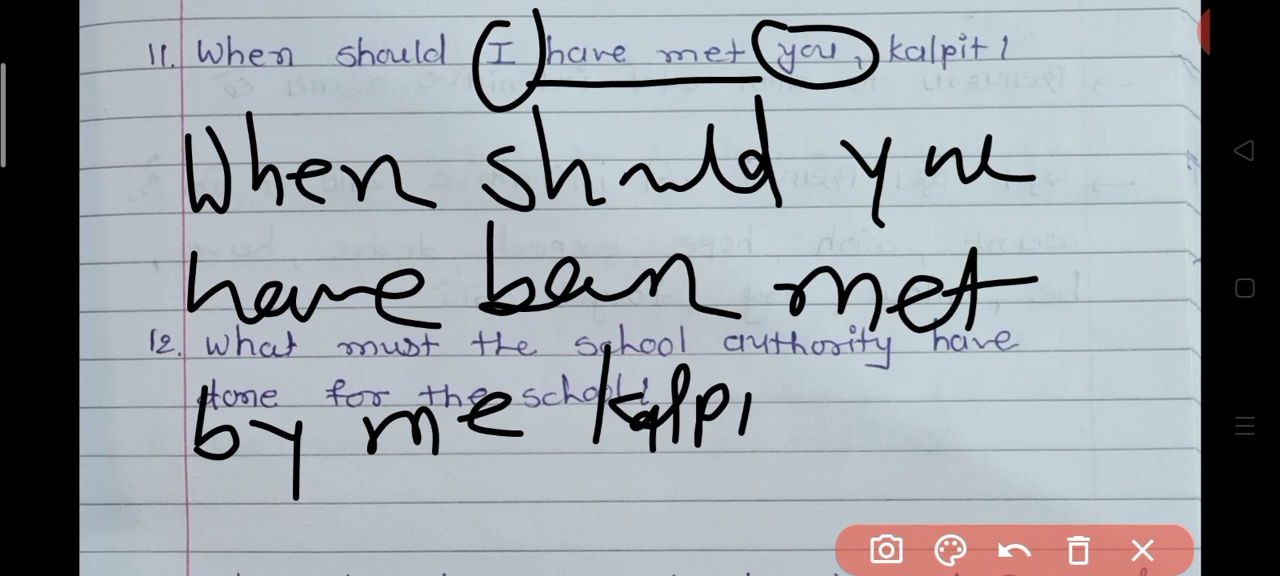 11. When should I have met you, kalpit?
When should you
have been met
12. What must the school authority have
done for the school?
by me kalpi